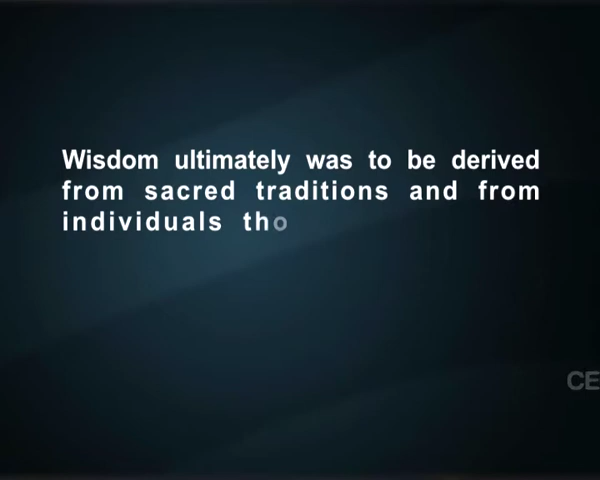 Wisdom ultimately was to be derived
from sacred traditions and from
individuals tho
CE